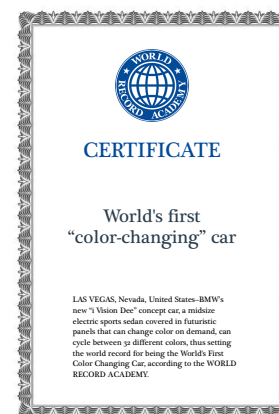 WORLD
RECORD ACADEMY
CERTIFICATE
World's first
“color-changing” car
LAS VEGAS, Nevada, United States–BMW's
new “i Vision Dee” concept car, a midsize
electric sports sedan covered in futuristic
panels that can change color on demand, can
cycle between 32 different colors, thus setting
the world record for being the World's First
Color Changing Car, according to the WORLD
RECORD ACADEMY.